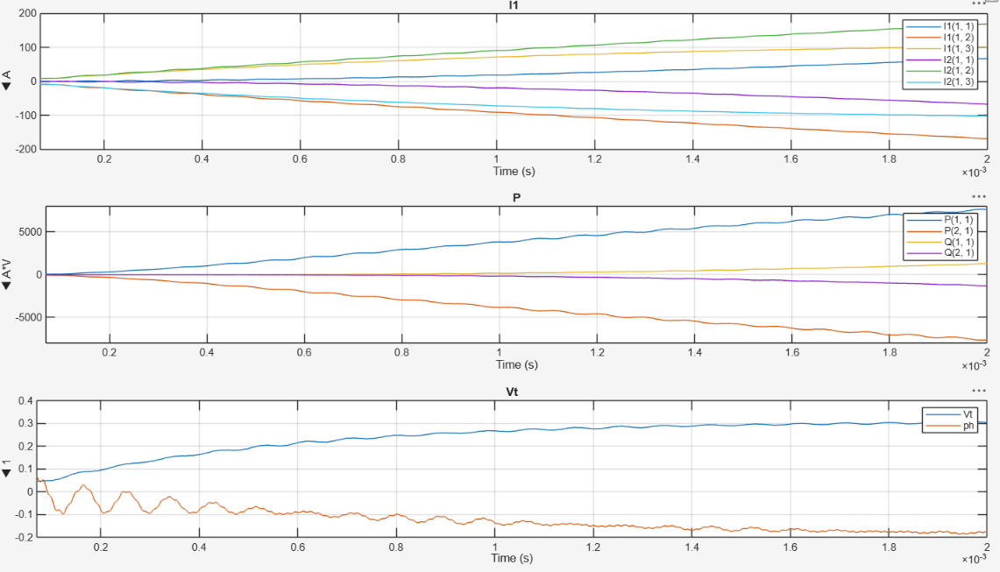 I1
200
100
0
-100
-200
A
I1(1, 1)
I1(1, 2)
I1(1, 3)
I2(1, 1)
I2(1, 2)
I2(1, 3)
0.2 0.4 0.6 0.8 1 1.2 1.4 1.6 1.8 2
Time (s)
×10-3
P
5000
0
-5000
A*V
P(1, 1)
P(2, 1)
Q(1, 1)
Q(2, 1)
0.2 0.4 0.6 0.8 1 1.2 1.4 1.6 1.8 2
Time (s)
×10-3
Vt
0.4
0.3
0.2
0.1
0
-0.1
-0.2
1
Vt
ph
0.2 0.4 0.6 0.8 1 1.2 1.4 1.6 1.8 2
Time (s)
×10-3